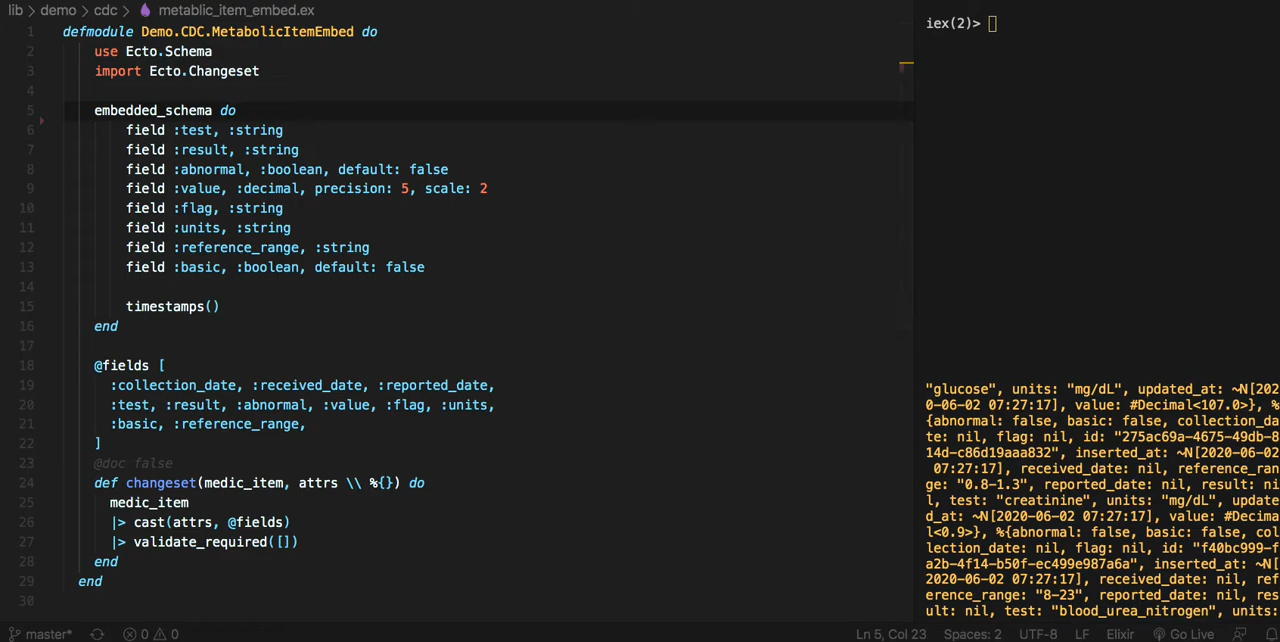 lib > demo > cdc > metablic_item_embed.ex
1 defmodule Demo.CDC.MetabolicItemEmbed do
2 use Ecto.Schema
3 import Ecto.Changeset
4
5 embedded_schema do
6 field :test, :string
7 field :result, :string
8 field :abnormal, :boolean, default: false
9 field :value, :decimal, precision: 5, scale: 2
10 field :flag, :string
11 field :units, :string
12 field :reference_range, :string
13 field :basic, :boolean, default: false
14
15 timestamps()
16 end
17
18 @fields [
19 :collection_date, :received_date, :reported_date,
20 :test, :result, :abnormal, :value, :flag, :units,
21 :basic, :reference_range,
22 ]
23 @doc false
24 def changeset(medic_item, attrs \\ %{}) do
25 medic_item
26 |> cast(attrs, @fields)
27 |> validate_required([])
28 end
29 end
30
iex(2)>
"glucose", units: "mg/dL", updated_at: ~N[202
0-06-02 07:27:17], value: #Decimal<107.0>}, %
{abnormal: false, basic: false, collection_da
te: nil, flag: nil, id: "275ac69a-4675-49db-8
14d-c86d19aaa832", inserted_at: ~N[2020-06-02
07:27:17], received_date: nil, reference_ran
ge: "0.8-1.3", reported_date: nil, result: ni
l, test: "creatinine", units: "mg/dL", update
d_at: ~N[2020-06-02 07:27:17], value: #Decima
l<0.9>}, %{abnormal: false, basic: false, col
lection_date: nil, flag: nil, id: "f40bc999-f
a2b-4f14-b50f-ec499e987a6a", inserted_at: ~N[
2020-06-02 07:27:17], received_date: nil, ref
erence_range: "8-23", reported_date: nil, res
ult: nil, test: "blood_urea_nitrogen", units:
master* 0 0 Ln 5, Col 23 Spaces: 2 UTF-8 LF Elixir Go Live